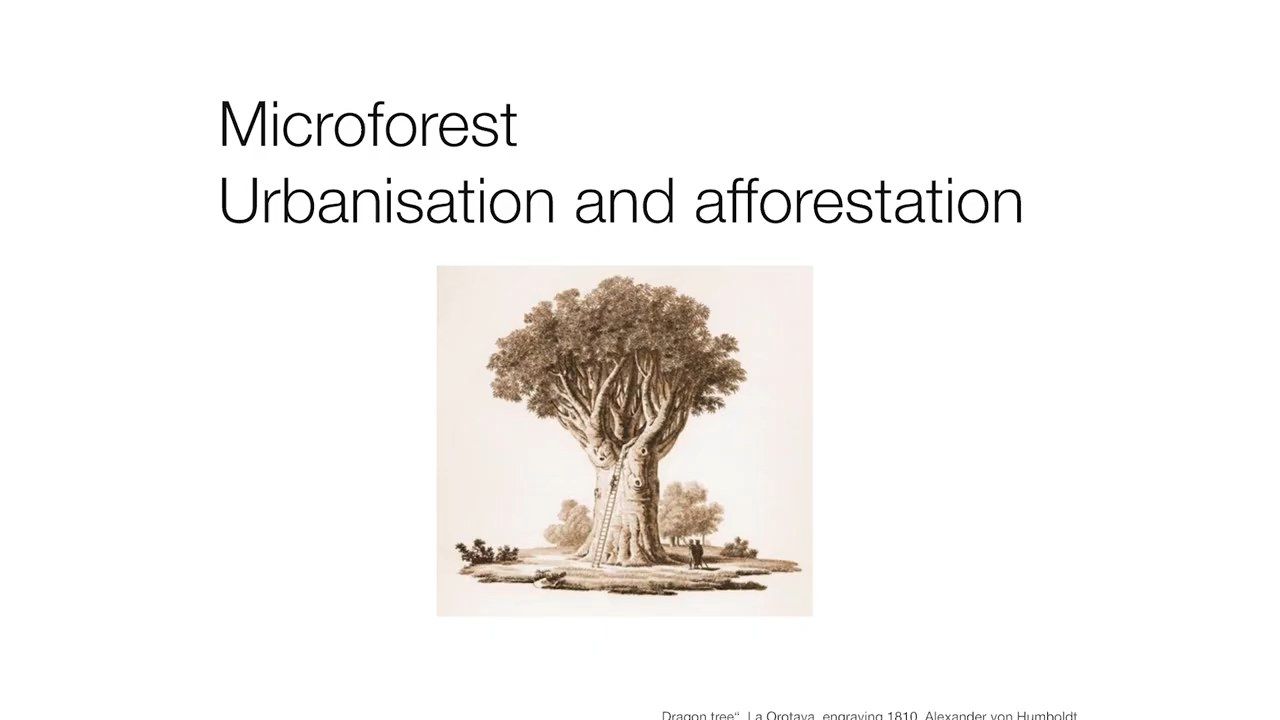 Microforest
Urbanisation and afforestation
Dragon tree“, La Orotava, engraving 1810, Alexander von Humboldt